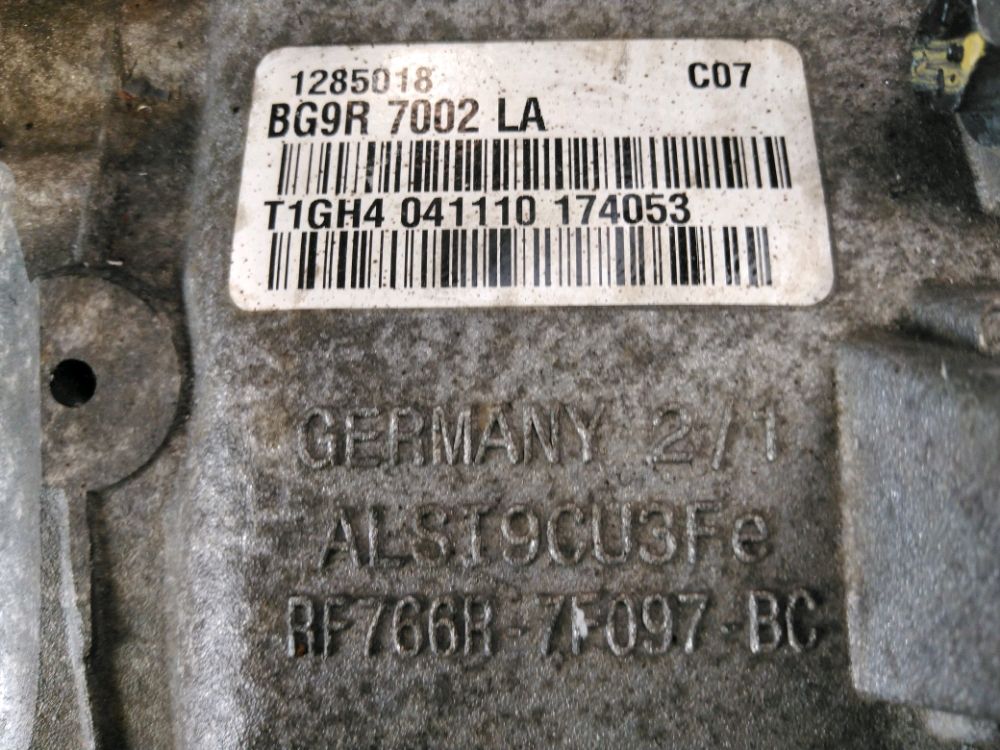 1285018 C07
BG9R 7002 LA
T1GH4 041110 174053
GERMANY 2/1
ALSI9CU3Fe
RF766R-7F097-BC